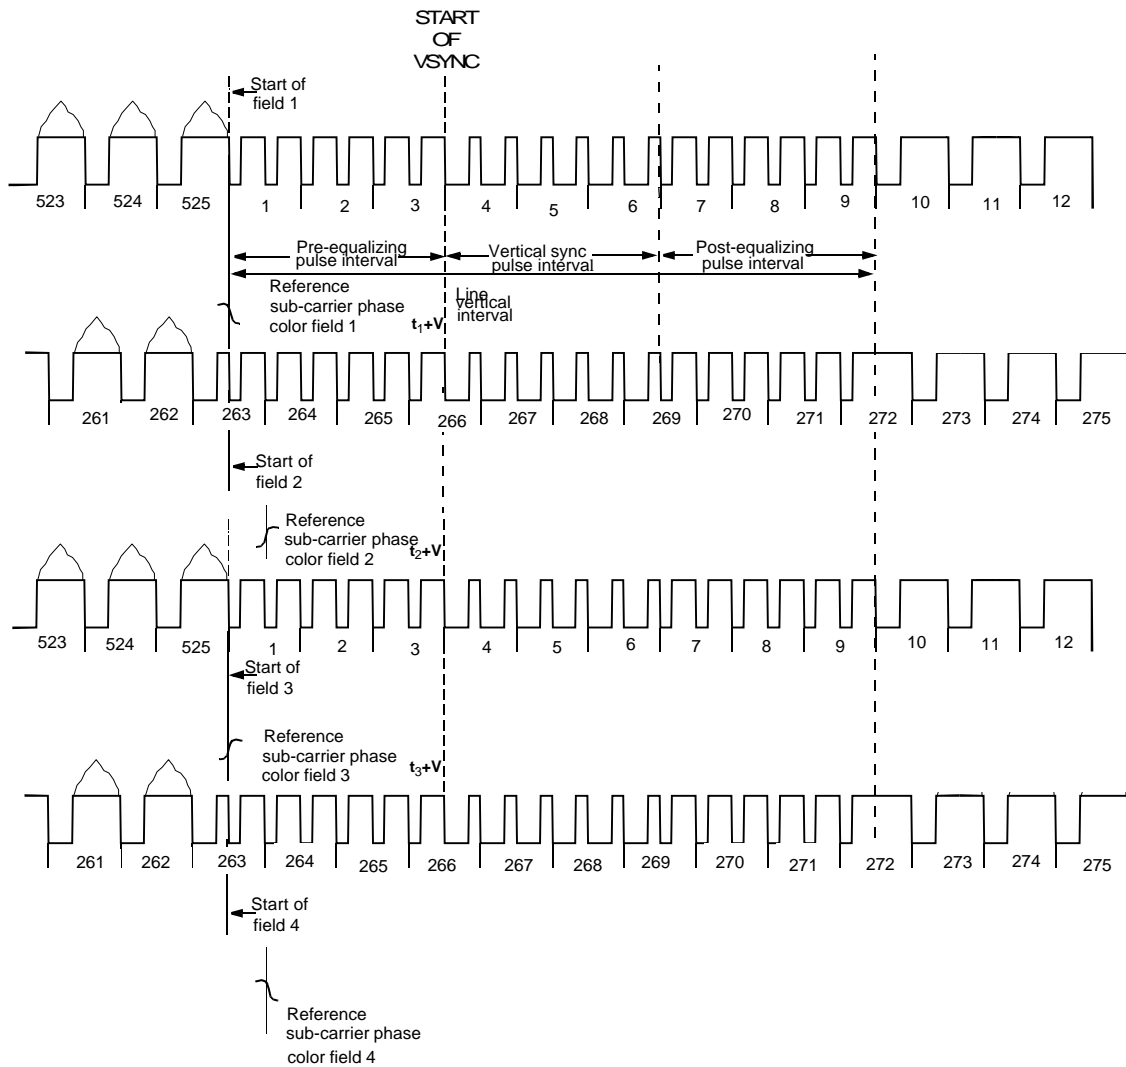 START
OF
VSYNC
Start of
field 1
523 524 525 1 2 3 4 5 6 7 8 9 10 11 12
Pre-equalizing
pulse interval
Vertical sync
pulse interval
Post-equalizing
pulse interval
Reference
sub-carrier phase
color field 1
t1+V
Line
vertical
interval
261 262 263 264 265 266 267 268 269 270 271 272 273 274 275
Start of
field 2
Reference
sub-carrier phase
color field 2
t2+V
523 524 525 1 2 3 4 5 6 7 8 9 10 11 12
Start of
field 3
Reference
sub-carrier phase
color field 3
t3+V
261 262 263 264 265 266 267 268 269 270 271 272 273 274 275
Start of
field 4
Reference
sub-carrier phase
color field 4